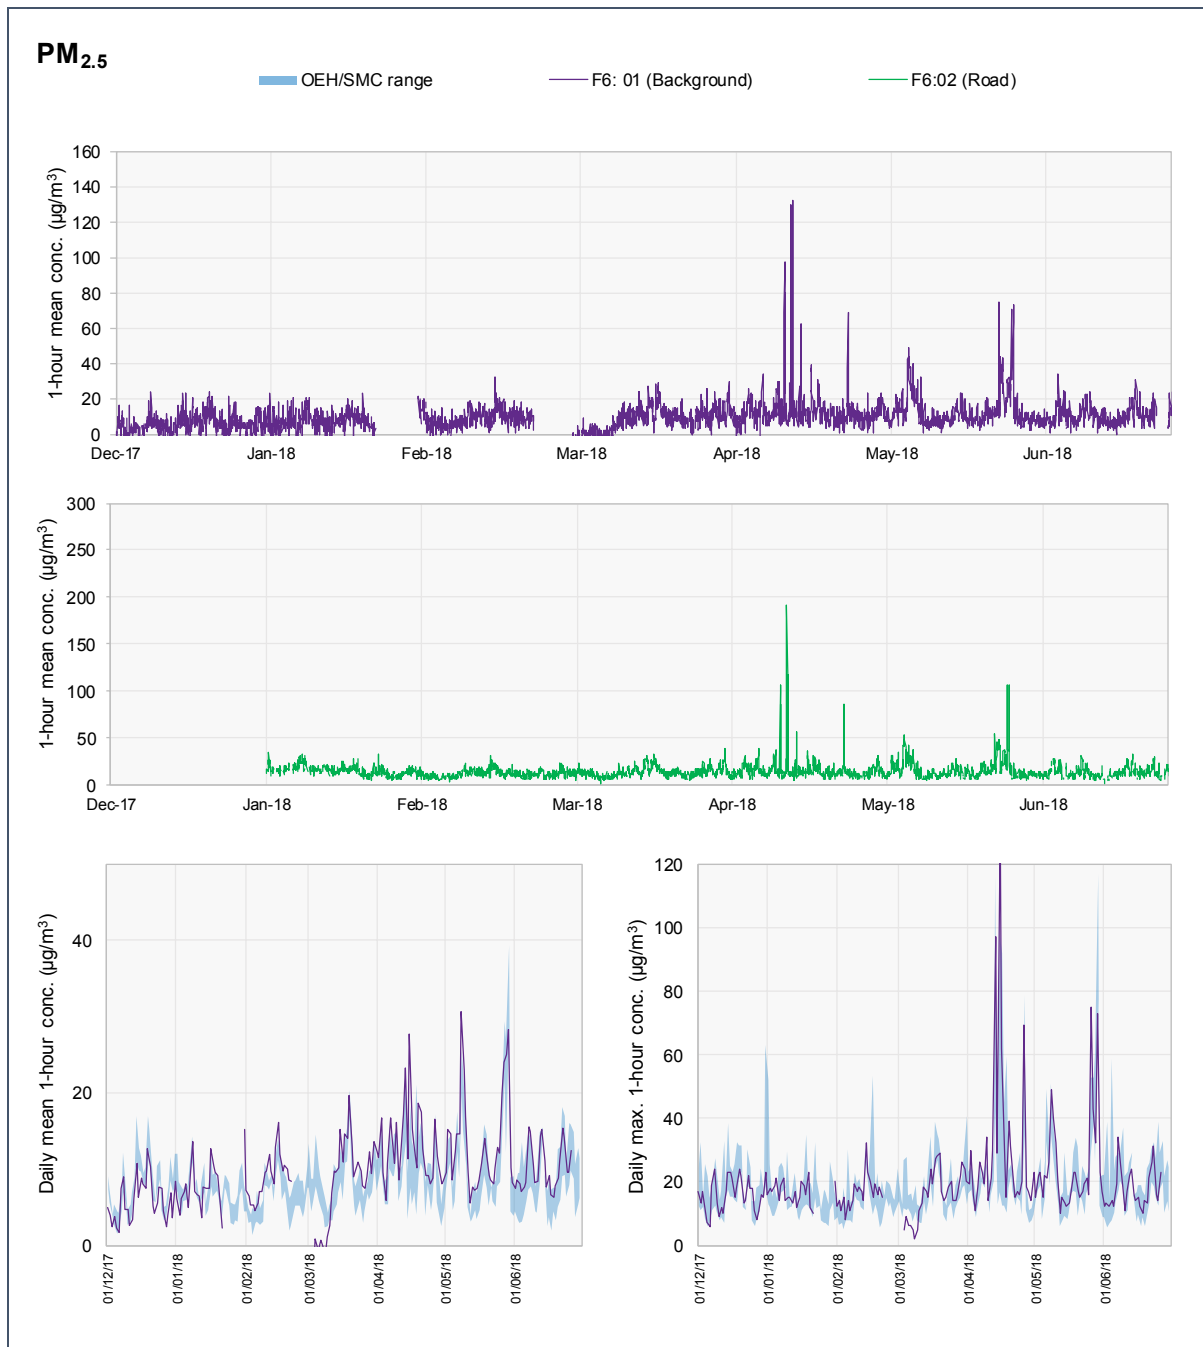 PM2.5
OEH/SMC range
F6: 01 (Background)
F6:02 (Road)
1-hour mean conc. (µg/m³)
160
140
120
100
80
60
40
20
0
Dec-17 Jan-18 Feb-18 Mar-18 Apr-18 May-18 Jun-18
1-hour mean conc. (µg/m³)
300
250
200
150
100
50
0
Dec-17 Jan-18 Feb-18 Mar-18 Apr-18 May-18 Jun-18
Daily mean 1-hour conc. (µg/m³)
40
20
0
01/12/17 01/01/18 01/02/18 01/03/18 01/04/18 01/05/18 01/06/18
Daily max. 1-hour conc. (µg/m³)
120
100
80
60
40
20
0
01/12/17 01/01/18 01/02/18 01/03/18 01/04/18 01/05/18 01/06/18